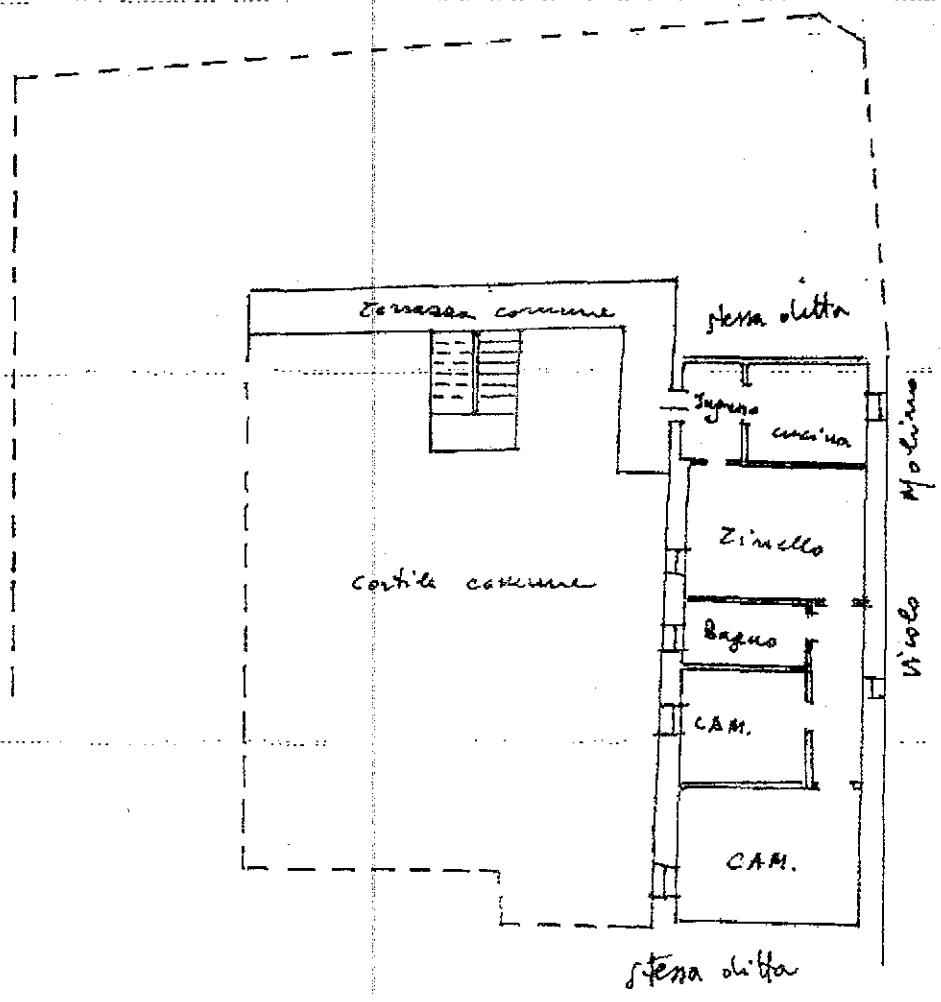 Terrazza comune
stessa ditta
Ingresso
cucina
Molino
Vicolo
Tinello
cortile comune
Bagno
CAM.
CAM.
stessa ditta